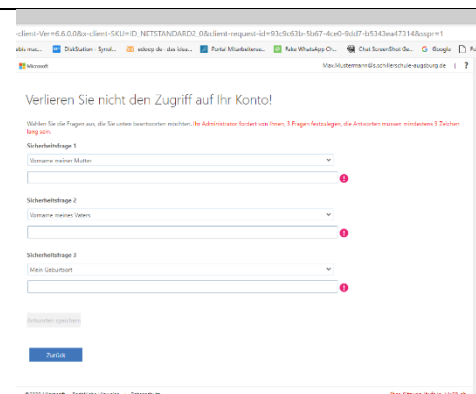 client-Ver=6.6.0.0&x-client-SKU=ID_NETSTANDARD2_0&client-request-id=93c9c63b-5b67-4ce0-9dd7-b5343ea47314&sspr=1
DiskStation - Synol... Portal Mitarbeiterse... Fake WhatsApp Ch... Chat ScreenShot Ge... Google
Microsoft Max.Mustermann@s.schillerschule-augsburg.de | ?
Verlieren Sie nicht den Zugriff auf Ihr Konto!
Wählen Sie die Fragen aus, die Sie unten beantworten möchten. Ihr Administrator fordert von Ihnen, 3 Fragen festzulegen, die Antworten müssen mindestens 3 Zeichen
lang sein.
Sicherheitsfrage 1
Vorname meiner Mutter
Sicherheitsfrage 2
Vorname meines Vaters
Sicherheitsfrage 3
Mein Geburtsort
Antworten speichern
Zurück